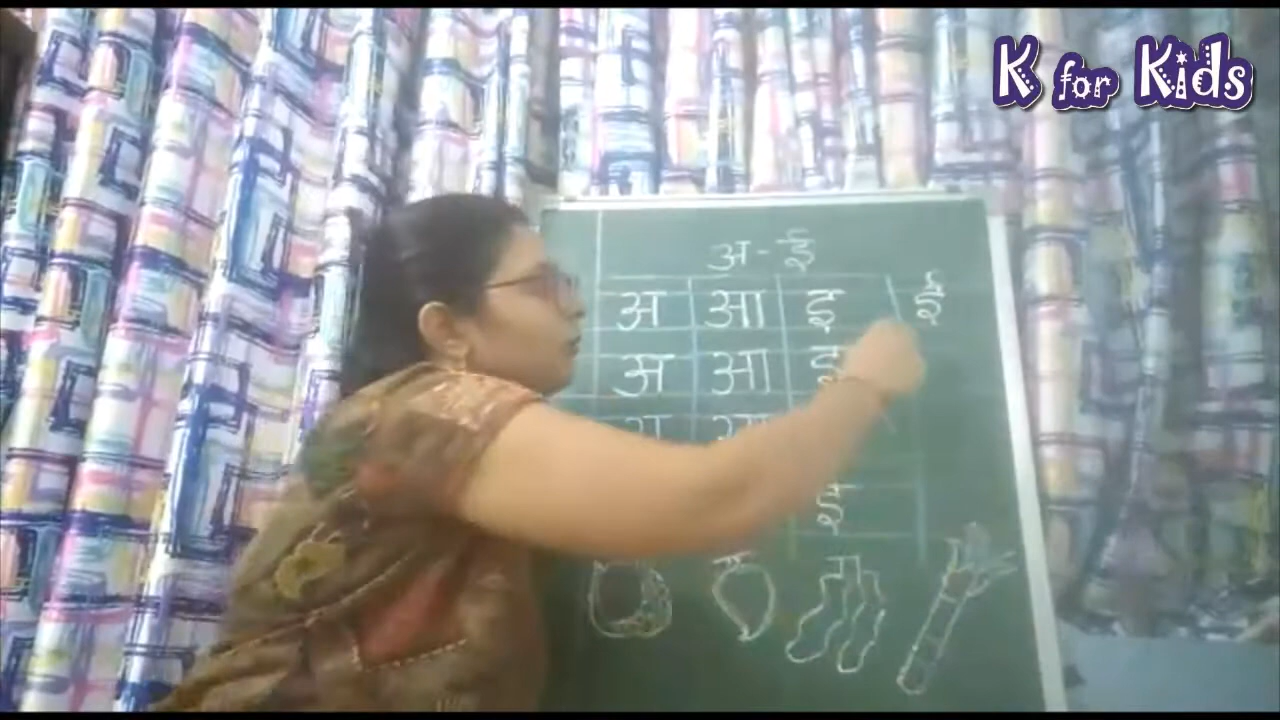 K for Kids
अ-ई
अ आ इ ई
अ आ इ
अ आ
इ